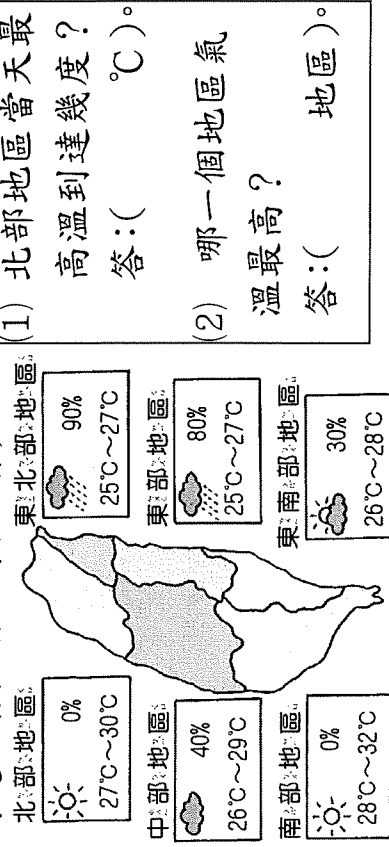 北部地區
0%
27℃～30℃
東北部地區
90%
25℃～27℃
中部地區
40%
26℃～29℃
東部地區
80%
25℃～27℃
南部地區
0%
28℃～32℃
東南部地區
30%
26℃～28℃
(1) 北部地區當天最
高溫到達幾度？
答：(　　℃)。
(2) 哪一個地區氣
溫最高？
答：(　　地區)。